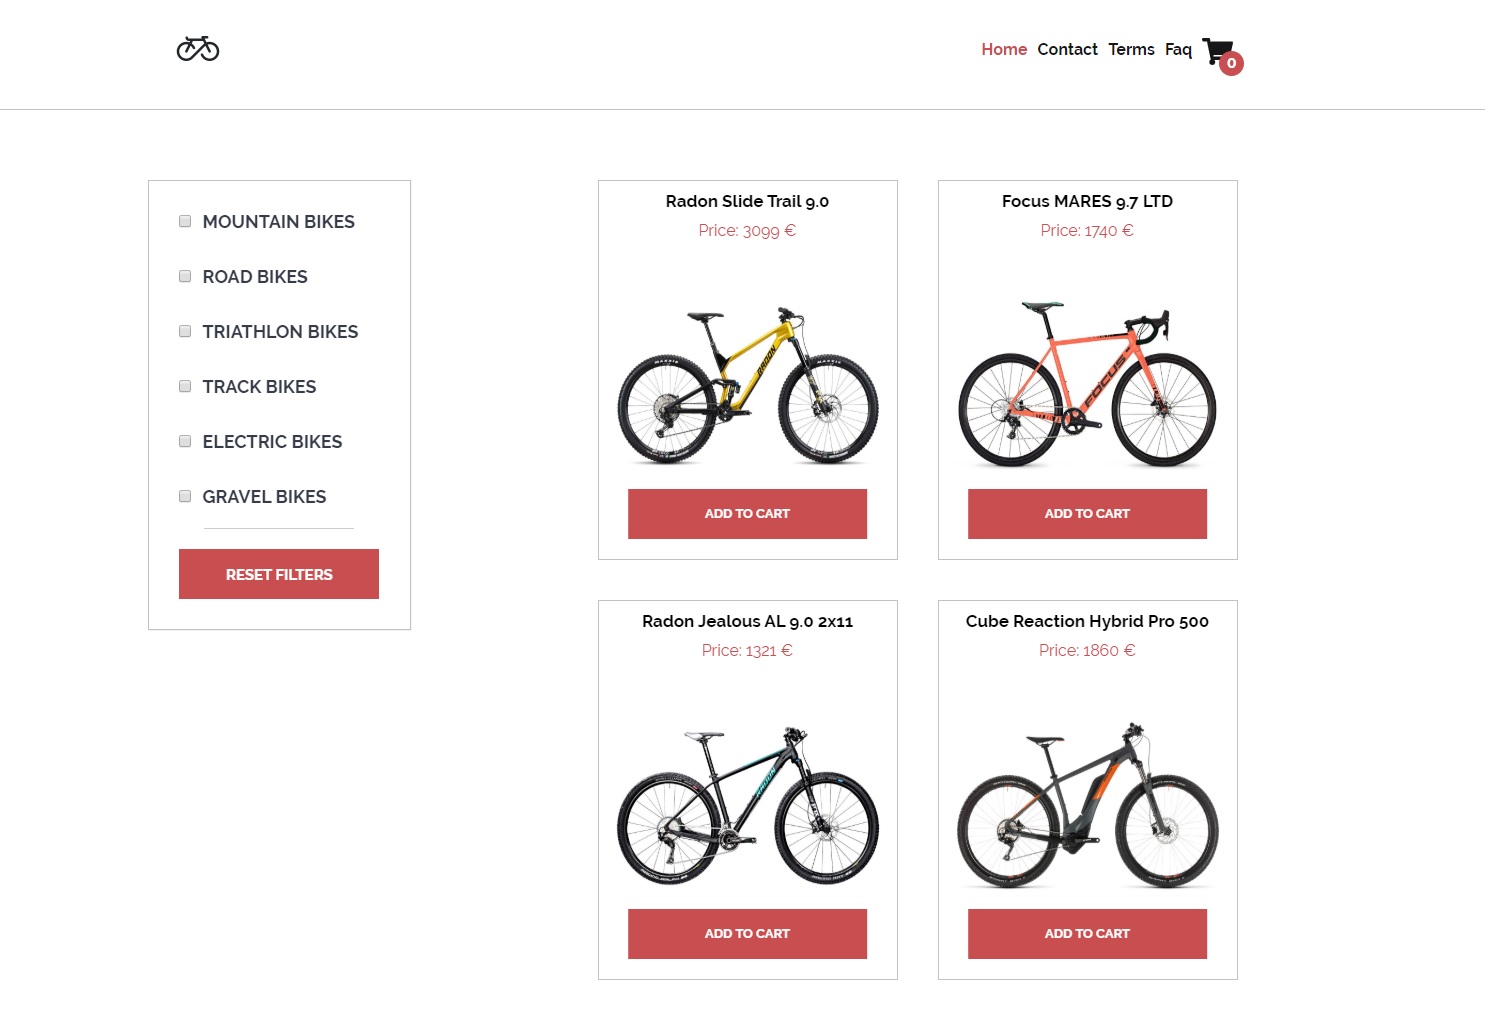 Home Contact Terms Faq
0
MOUNTAIN BIKES
ROAD BIKES
TRIATHLON BIKES
TRACK BIKES
ELECTRIC BIKES
GRAVEL BIKES
RESET FILTERS
Radon Slide Trail 9.0
Price: 3099 €
RADON
ADD TO CART
Focus MARES 9.7 LTD
Price: 1740 €
FOCUS
ADD TO CART
Radon Jealous AL 9.0 2x11
Price: 1321 €
RADON
ADD TO CART
Cube Reaction Hybrid Pro 500
Price: 1860 €
ADD TO CART